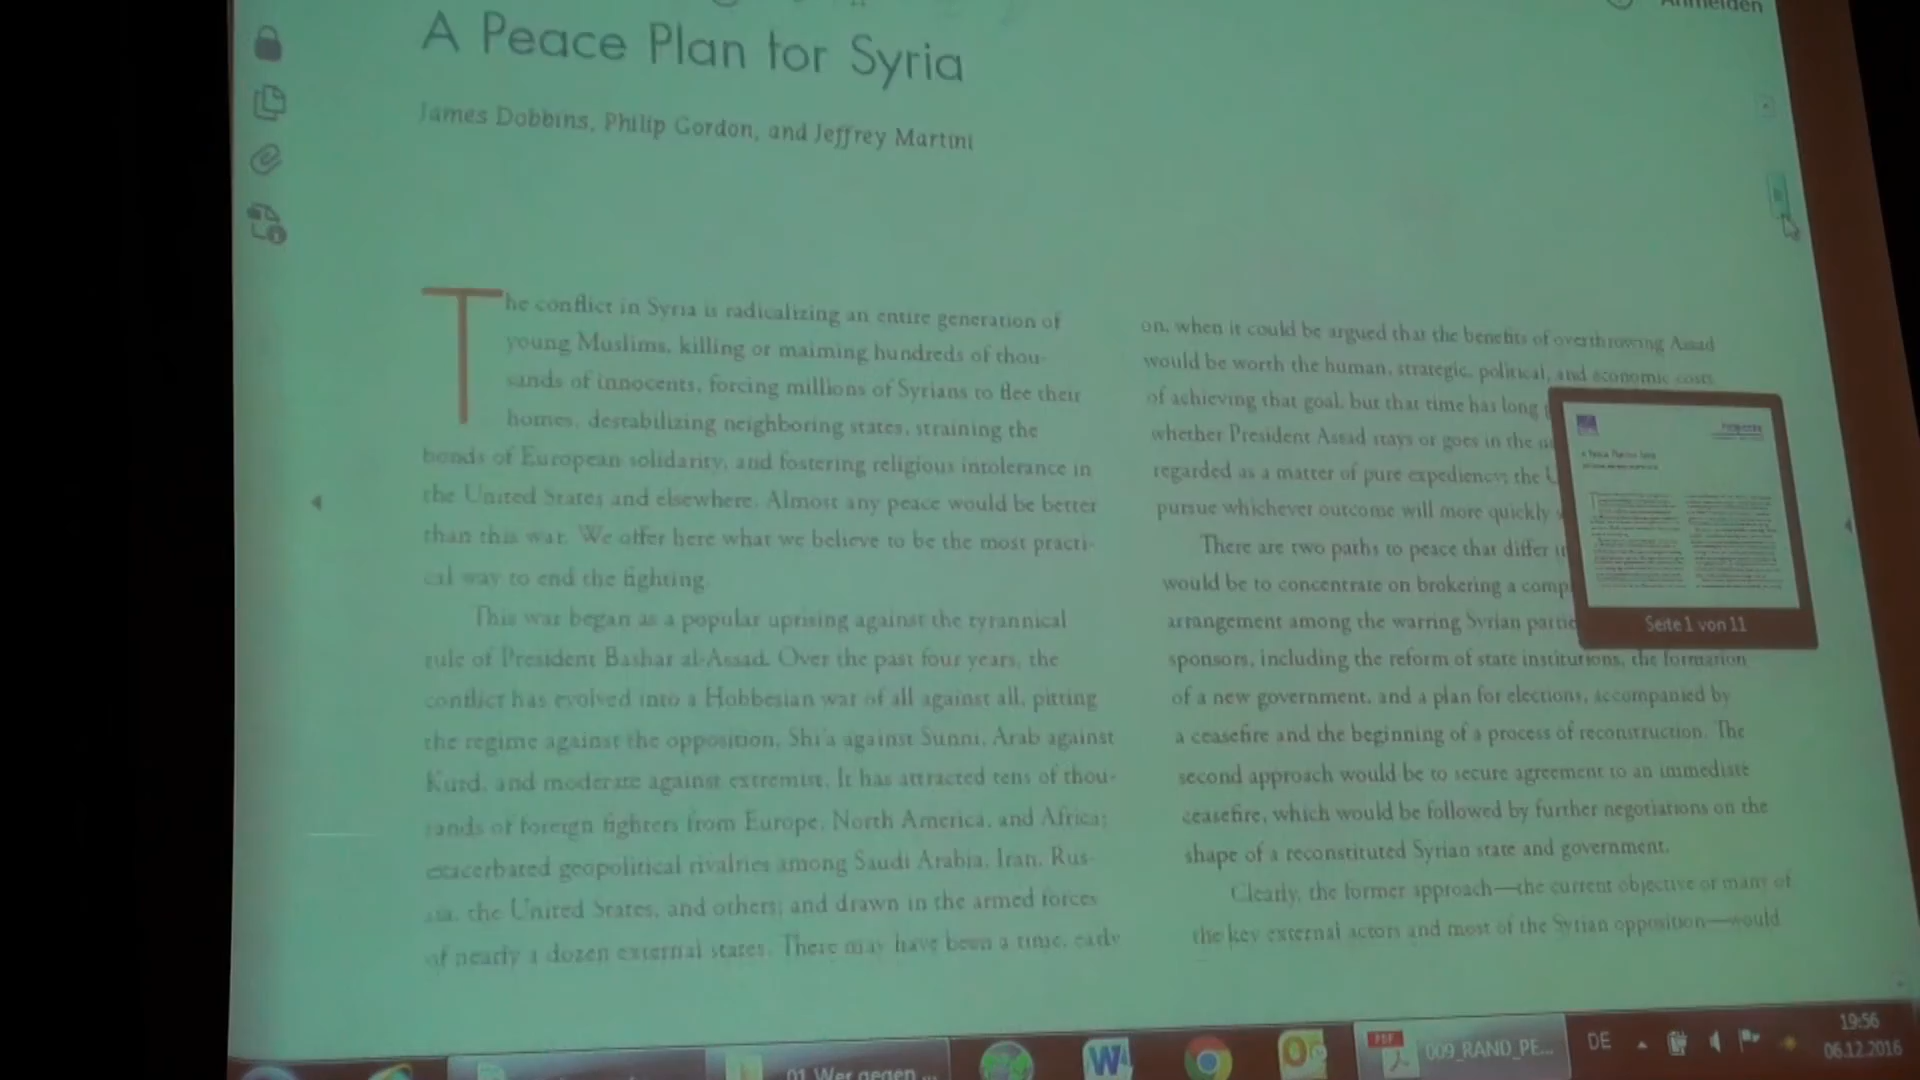 Anmelden
A Peace Plan for Syria
James Dobbins, Philip Gordon, and Jeffrey Martini
The conflict in Syria is radicalizing an entire generation of
young Muslims, killing or maiming hundreds of thou-
sands of innocents, forcing millions of Syrians to flee their
homes, destabilizing neighboring states, straining the
bonds of European solidarity, and fostering religious intolerance in
the United States and elsewhere. Almost any peace would be better
than this war. We offer here what we believe to be the most practi-
cal way to end the fighting.
This war began as a popular uprising against the tyrannical
rule of President Bashar al-Assad. Over the past four years, the
conflict has evolved into a Hobbesian war of all against all, pitting
the regime against the opposition, Shi'a against Sunni, Arab against
Kurd, and moderate against extremist. It has attracted tens of thou-
sands of foreign fighters from Europe, North America, and Africa;
exacerbated geopolitical rivalries among Saudi Arabia, Iran, Rus-
sia, the United States, and others; and drawn in the armed forces
of nearly a dozen external states. There may have been a time, early
on, when it could be argued that the benefits of overthrowing Assad
would be worth the human, strategic, political, and economic costs
of achieving that goal, but that time has long
whether President Assad stays or goes in the
regarded as a matter of pure expediency; the
pursue whichever outcome will more quickly
There are two paths to peace that differ
would be to concentrate on brokering a comp
arrangement among the warring Syrian partie
sponsors, including the reform of state institutions, the formation
of a new government, and a plan for elections, accompanied by
a ceasefire and the beginning of a process of reconstruction. The
second approach would be to secure agreement to an immediate
ceasefire, which would be followed by further negotiations on the
shape of a reconstituted Syrian state and government.
Clearly, the former approach—the current objective of many of
the key external actors and most of the Syrian opposition—would
Seite 1 von 11
01 Wer gegen ...
PDF
009_RAND_PE...
DE
19:56
06.12.2016